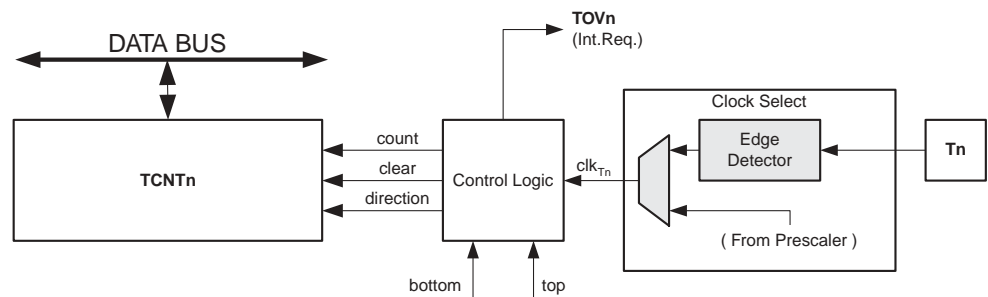 TOVn
(Int.Req.)
DATA BUS
Clock Select
count
Edge
Detector
Tn
TCNTn
clear
Control Logic
clkTn
direction
( From Prescaler )
bottom
top